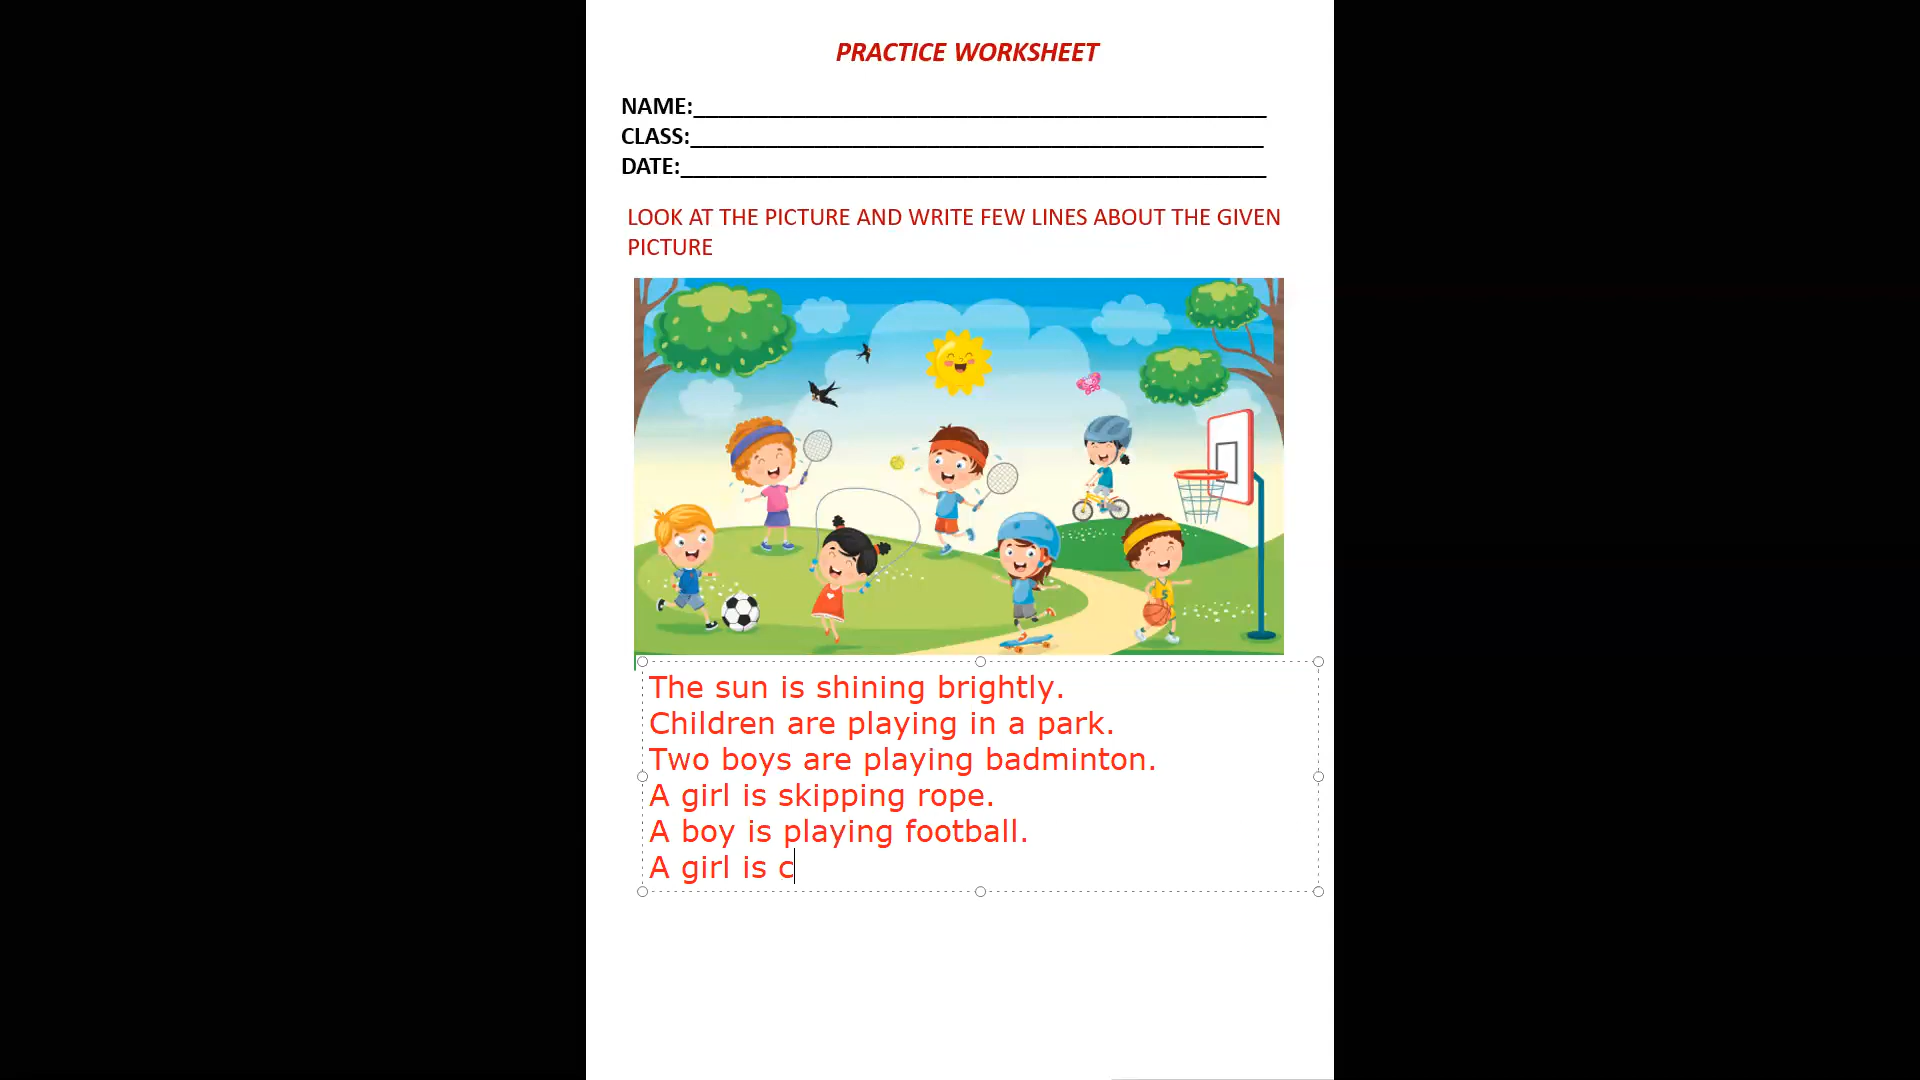 PRACTICE WORKSHEET
NAME:
CLASS:
DATE:
LOOK AT THE PICTURE AND WRITE FEW LINES ABOUT THE GIVEN
PICTURE
5
The sun is shining brightly.
Children are playing in a park.
Two boys are playing badminton.
A girl is skipping rope.
A boy is playing football.
A girl is c